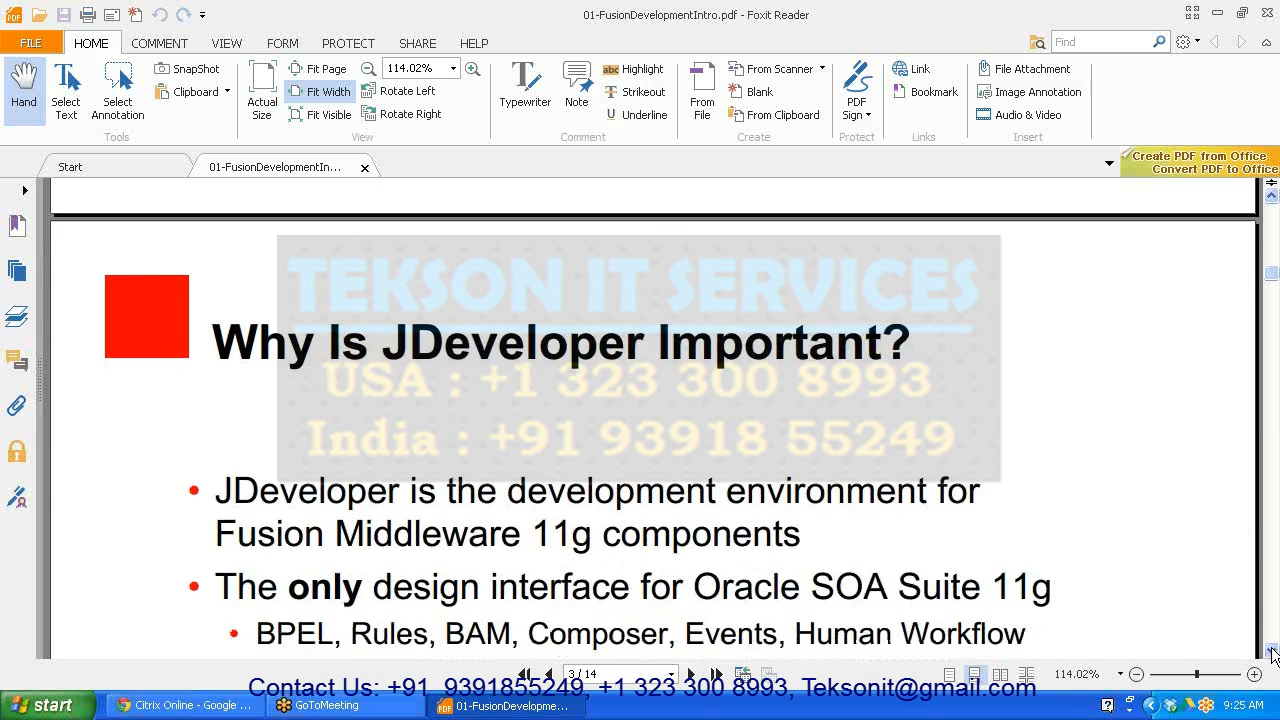 01-FusionDevelopmentIntro.pdf - Foxit Reader
FILE HOME COMMENT VIEW FORM PROTECT SHARE HELP
Find
Hand
Select Text
Select Annotation
SnapShot
Clipboard
Tools
Actual Size
Fit Page
Fit Width
Fit Visible
114.02%
Rotate Left
Rotate Right
View
Typewriter
Note
Highlight
Strikeout
Underline
Comment
From File
From Scanner
Blank
From Clipboard
Create
PDF Sign
Protect
Link
Bookmark
Links
File Attachment
Image Annotation
Audio & Video
Insert
Start
01-FusionDevelopmentIn...
Create PDF from Office
Convert PDF to Office
TEKSON IT SERVICES
Why Is JDeveloper Important?
USA : +1 323 300 8993
India : +91 93918 55249
• JDeveloper is the development environment for
Fusion Middleware 11g components
• The only design interface for Oracle SOA Suite 11g
• BPEL, Rules, BAM, Composer, Events, Human Workflow
3 / 14
114.02%
Contact Us: +91 9391855249, +1 323 300 8993, Teksonit@gmail.com
start
Citrix Online - Google ...
GoToMeeting
01-FusionDevelopme...
9:25 AM